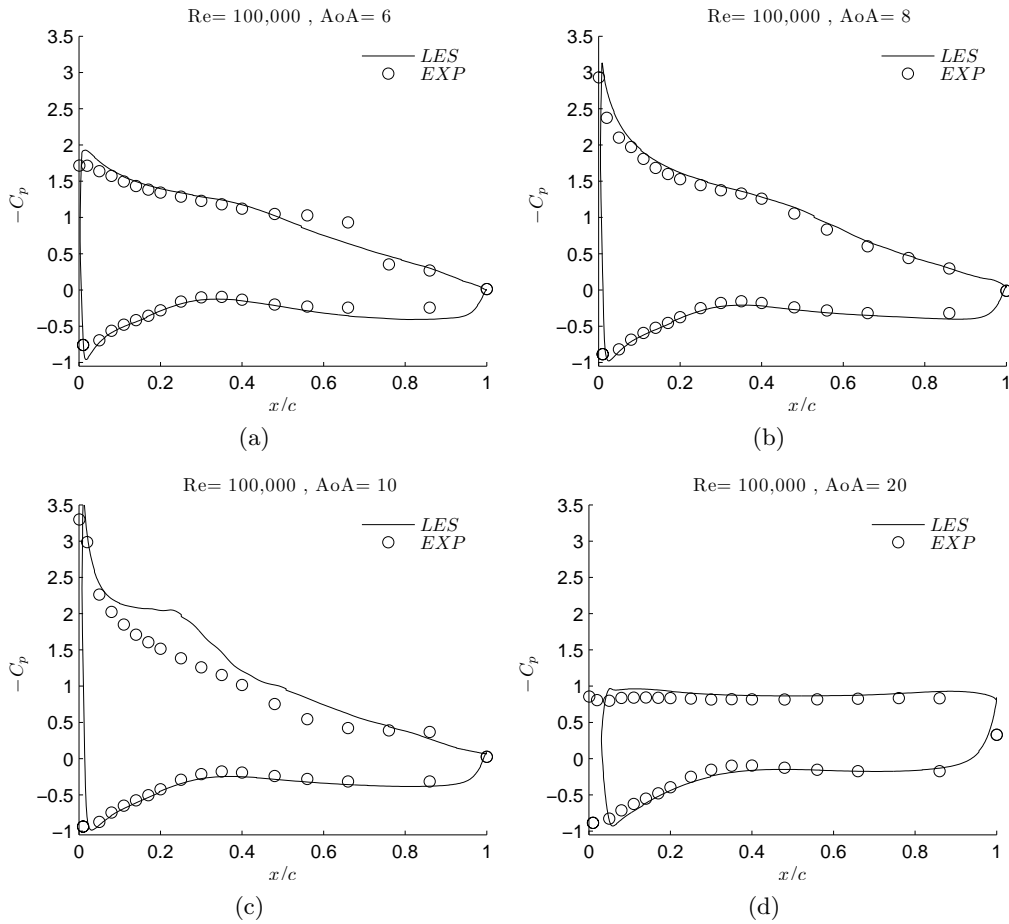 Re= 100,000 , AoA= 6
3.5
3
2.5
2
1.5
1
0.5
0
−0.5
−1
−C_p
LES
EXP
0
0.2
0.4
0.6
0.8
1
x/c
(a)
Re= 100,000 , AoA= 8
3.5
3
2.5
2
1.5
1
0.5
0
−0.5
−1
−C_p
LES
EXP
0
0.2
0.4
0.6
0.8
1
x/c
(b)
Re= 100,000 , AoA= 10
3.5
3
2.5
2
1.5
1
0.5
0
−0.5
−1
−C_p
LES
EXP
0
0.2
0.4
0.6
0.8
1
x/c
(c)
Re= 100,000 , AoA= 20
3.5
3
2.5
2
1.5
1
0.5
0
−0.5
−1
−C_p
LES
EXP
0
0.2
0.4
0.6
0.8
1
x/c
(d)